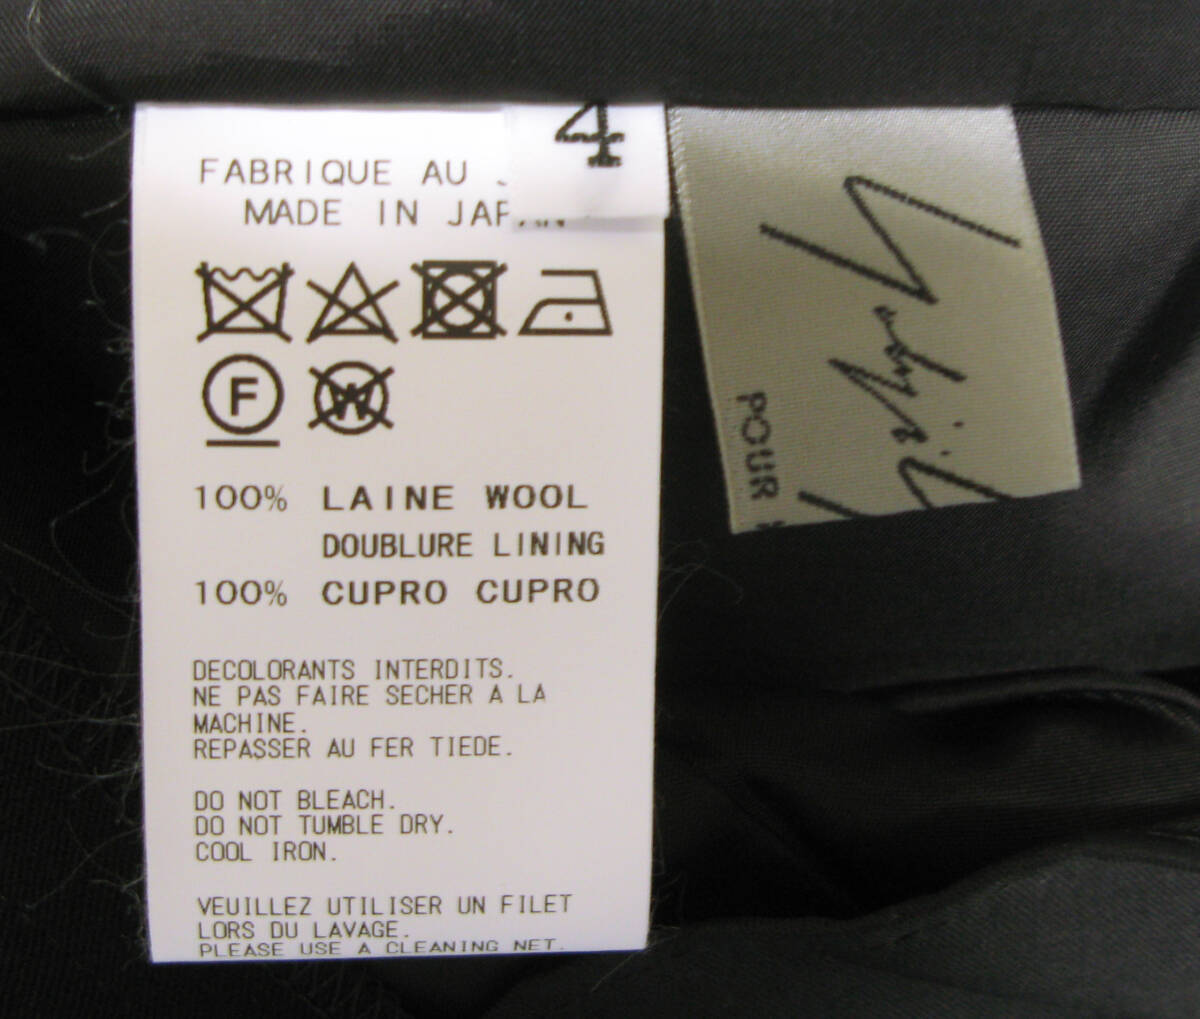 4
FABRIQUE AU
MADE IN JAPAN
F
W
100% LAINE WOOL
DOUBLURE LINING
100% CUPRO CUPRO
DECOLORANTS INTERDITS.
NE PAS FAIRE SECHER A LA
MACHINE.
REPASSER AU FER TIEDE.
DO NOT BLEACH.
DO NOT TUMBLE DRY.
COOL IRON.
VEUILLEZ UTILISER UN FILET
LORS DU LAVAGE.
PLEASE USE A CLEANING NET.
POUR